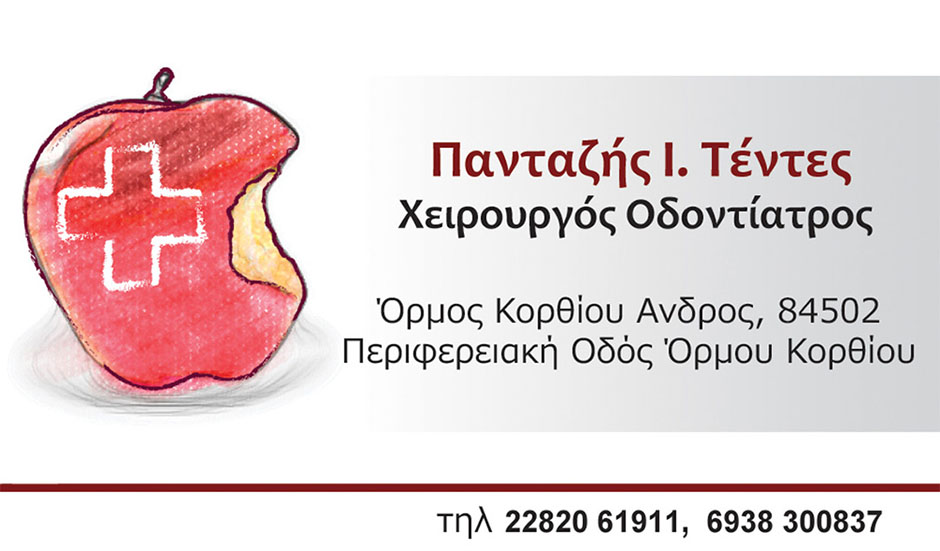 Πανταζής Ι. Τέντες
Χειρουργός Οδοντίατρος
Όρμος Κορθίου Ανδρος, 84502
Περιφερειακή Οδός Όρμου Κορθίου
τηλ 22820 61911, 6938 300837